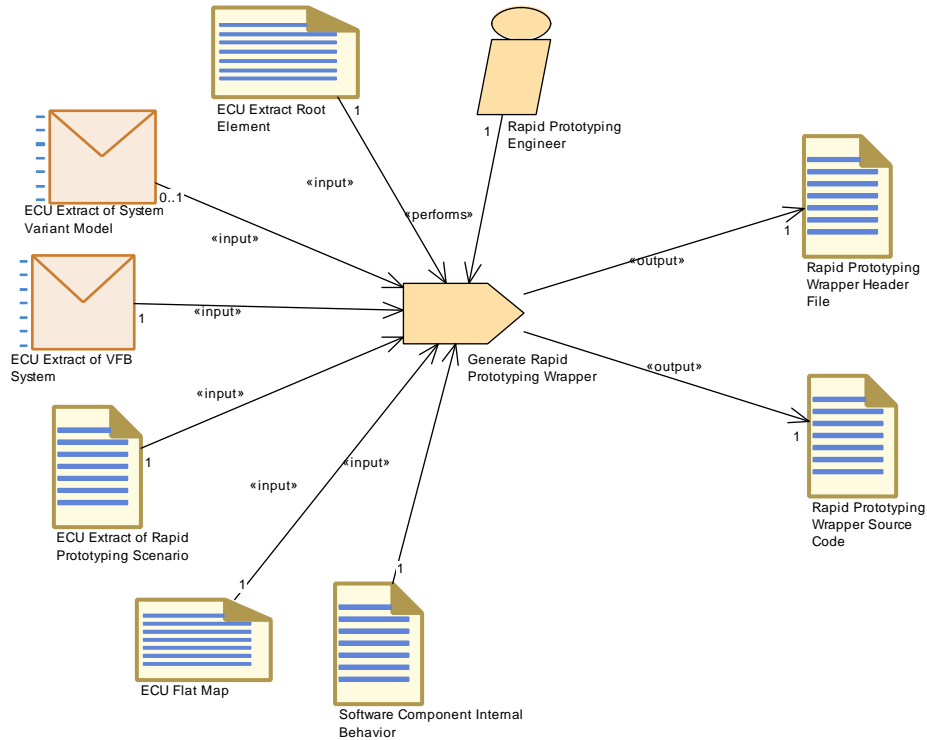 1
ECU Extract Root
Element
1
Rapid Prototyping
Engineer
«input»
0..1
ECU Extract of System
Variant Model
«performs»
«input»
1
Rapid Prototyping
Wrapper Header
File
«output»
1
«input»
ECU Extract of VFB
System
Generate Rapid
Prototyping Wrapper
«output»
«input»
1
Rapid Prototyping
Wrapper Source
Code
1
ECU Extract of Rapid
Prototyping Scenario
«input»
«input»
1
1
ECU Flat Map
Software Component Internal
Behavior